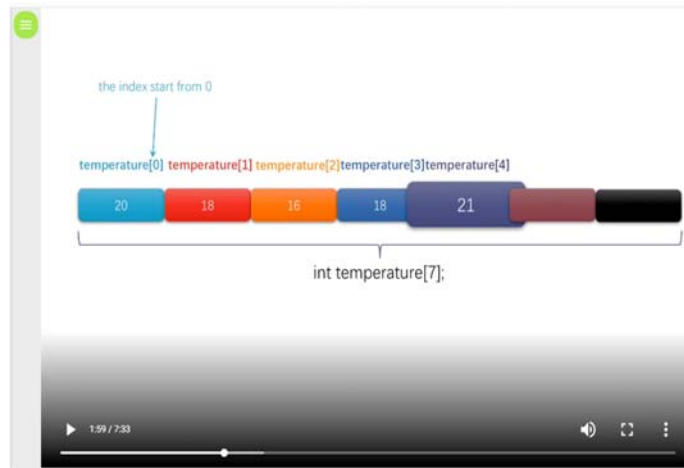 the index start from 0
temperature[0] temperature[1] temperature[2] temperature[3] temperature[4]
20 18 16 18 21
int temperature[7];
1:59 / 7:33